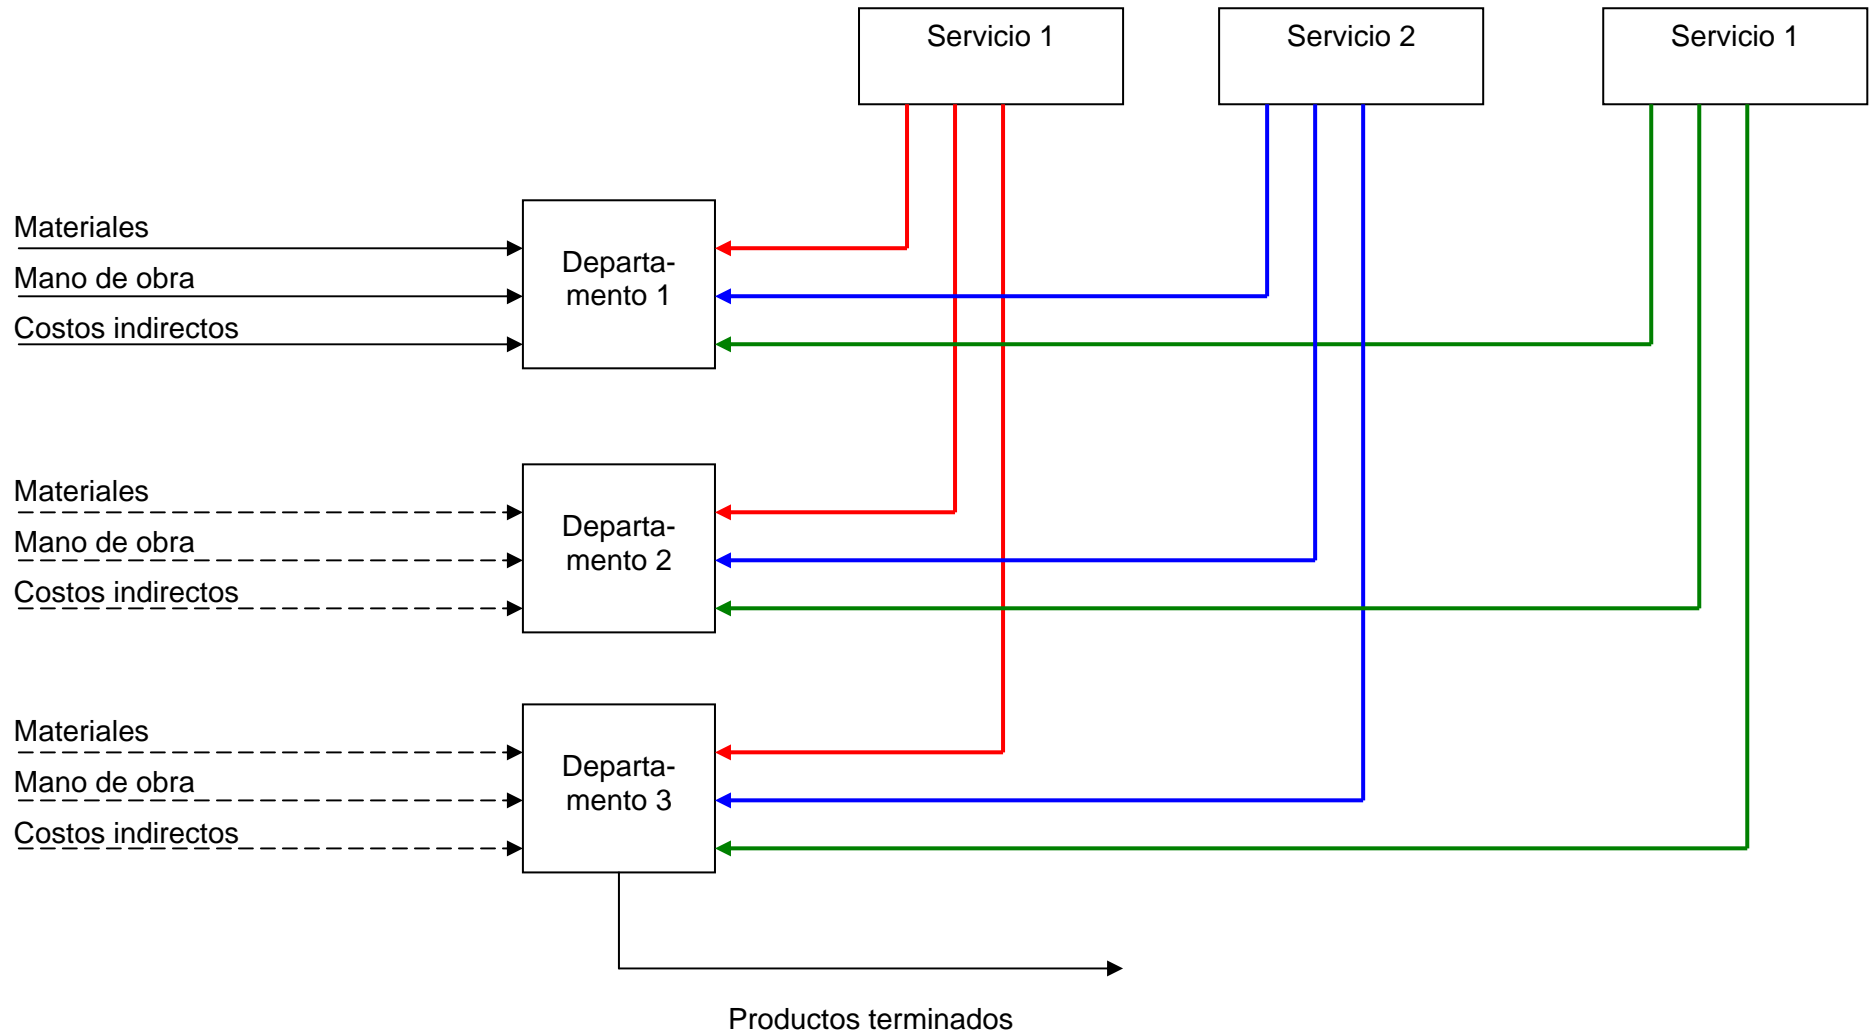 Servicio 1
Servicio 2
Servicio 1
Materiales
Mano de obra
Costos indirectos
Departa-
mento 1
Materiales
Mano de obra
Costos indirectos
Departa-
mento 2
Materiales
Mano de obra
Costos indirectos
Departa-
mento 3
Productos terminados